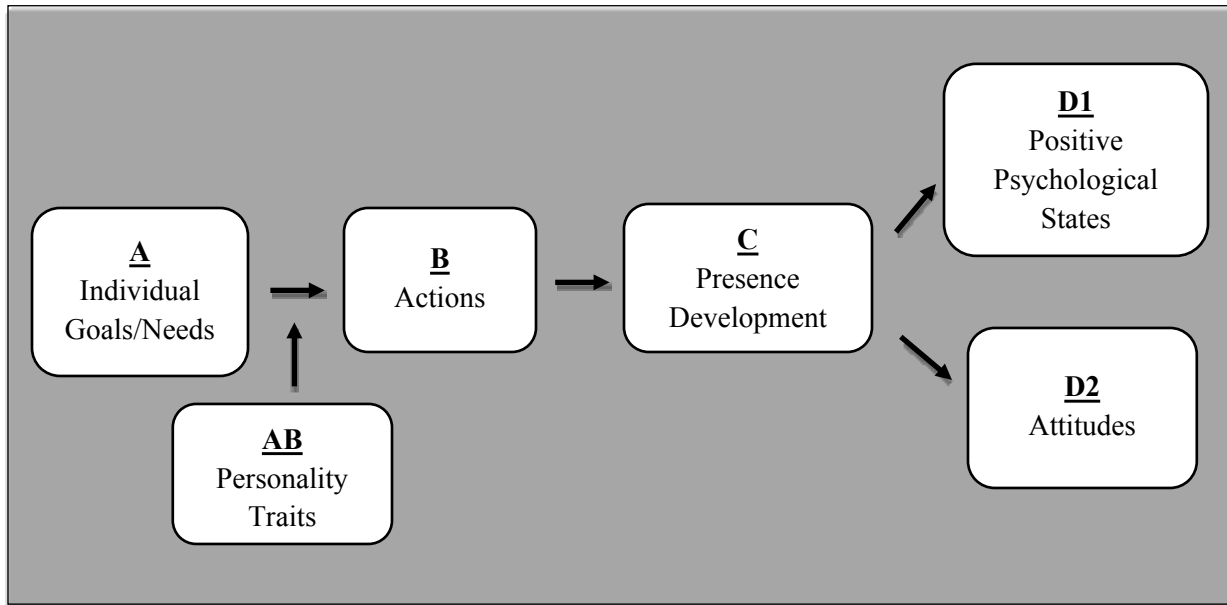 A
Individual
Goals/Needs
AB
Personality
Traits
B
Actions
C
Presence
Development
D1
Positive
Psychological
States
D2
Attitudes